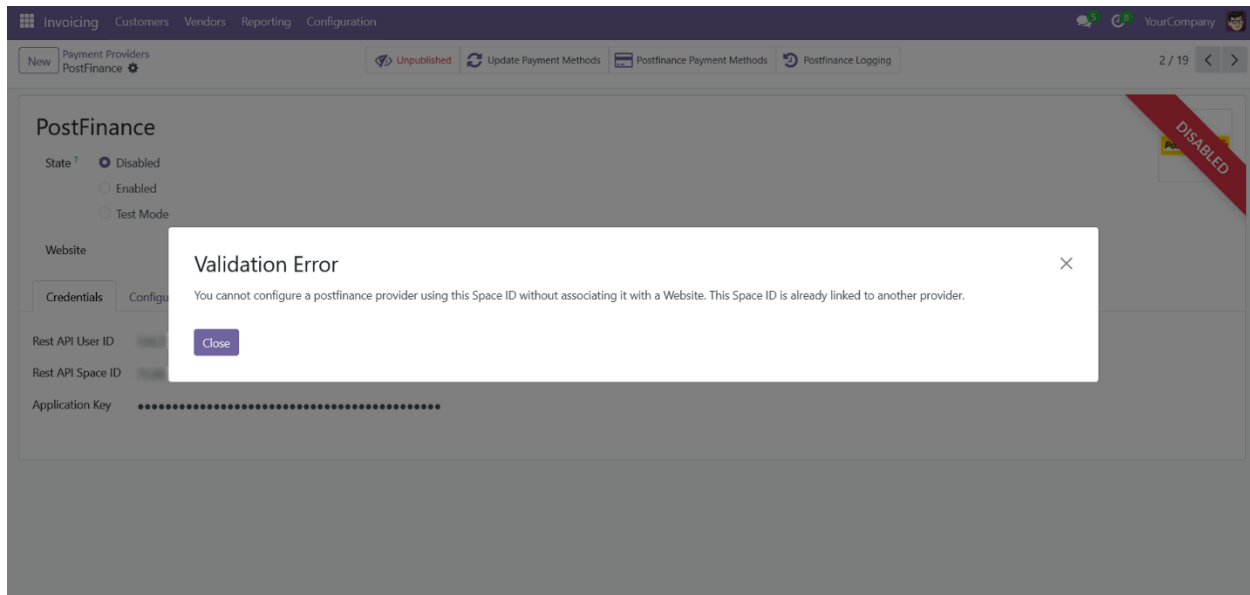 Invoicing Customers Vendors Reporting Configuration 5 8 YourCompany
New Payment Providers Unpublished Update Payment Methods Postfinance Payment Methods Postfinance Logging 2 / 19
PostFinance
PostFinance
DISABLED
State ? Disabled
Enabled
Test Mode
Website
Validation Error
Credentials
You cannot configure a postfinance provider using this Space ID without associating it with a Website. This Space ID is already linked to another provider.
Rest API User ID
Close
Rest API Space ID
Application Key